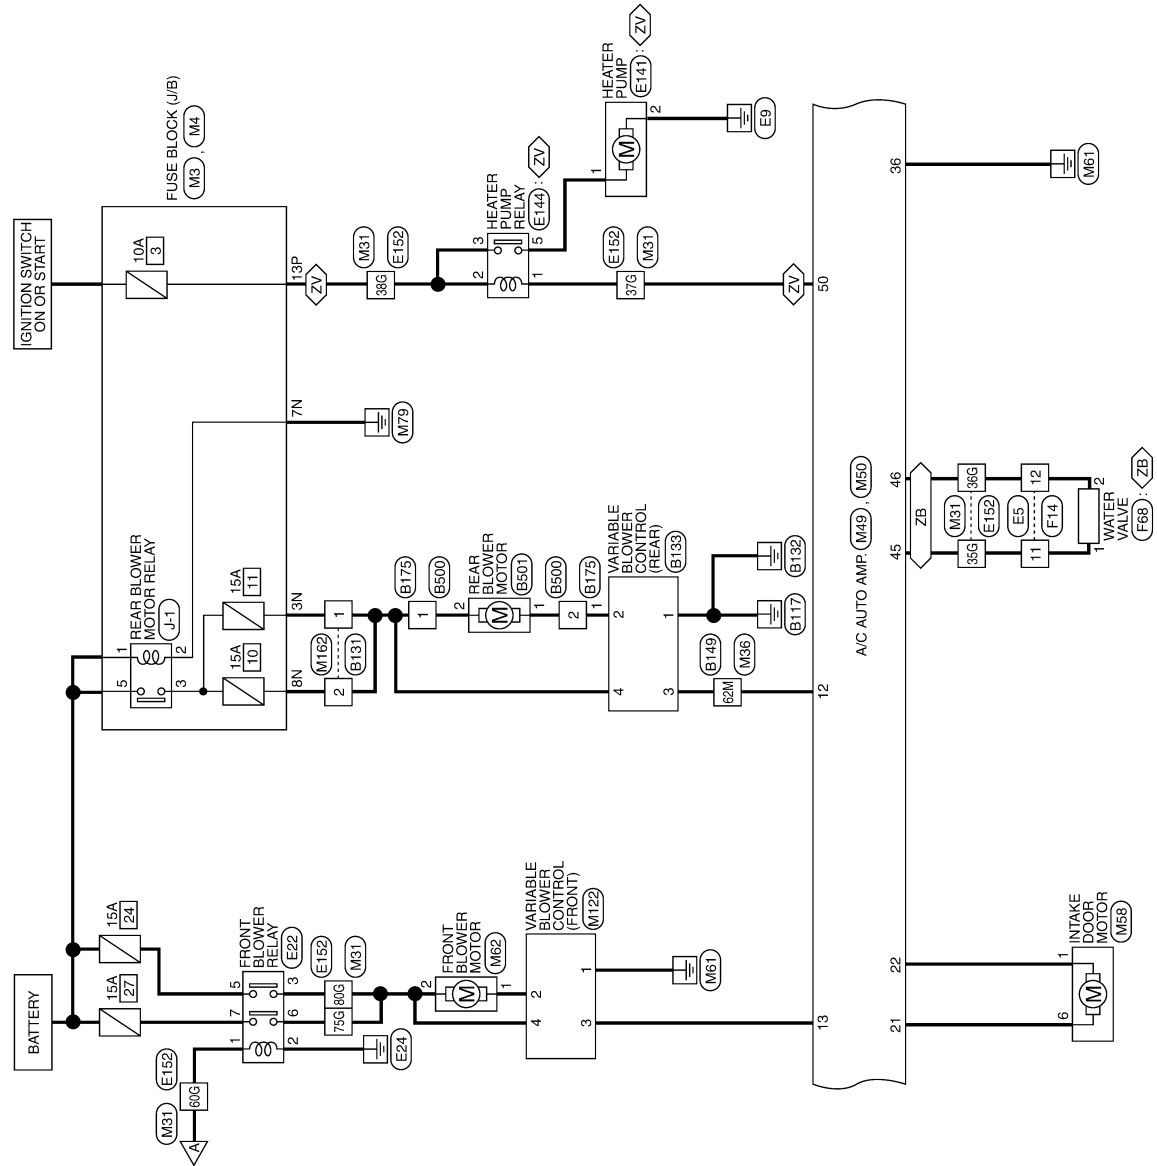 BATTERY
15A
27
15A
24
M31
E152
60G
A
FRONT
BLOWER
RELAY
E22
1
7
5
2
6
3
E24
75G
80G
E152
M31
FRONT
BLOWER
MOTOR
M62
2
M
1
VARIABLE
BLOWER
CONTROL
(FRONT)
M122
4
2
3
1
M61
13
IGNITION SWITCH
ON OR START
FUSE BLOCK (J/B)
M3 , M4
REAR BLOWER
MOTOR RELAY
J-1
5
1
3
2
15A
10
15A
11
10A
3
8N
3N
7N
13P
M79
M162
B131
2
1
B175
B500
1
REAR
BLOWER
MOTOR
B501
2
M
1
B500
B175
2
1
VARIABLE
BLOWER
CONTROL
(REAR)
B133
4
2
3
1
B117
B132
B149
M36
62M
12
ZV
M31
E152
38G
HEATER
PUMP
RELAY
E144 : ZV
2
3
1
5
HEATER
PUMP
E141 : ZV
1
M
2
E9
E152
M31
37G
ZV
50
A/C AUTO AMP. M49 , M50
21
22
45
46
36
INTAKE
DOOR
MOTOR
M58
6
1
M
ZB
35G
36G
M31
E152
11
12
E5
F14
1
2
WATER
VALVE
F68 : ZB
M61